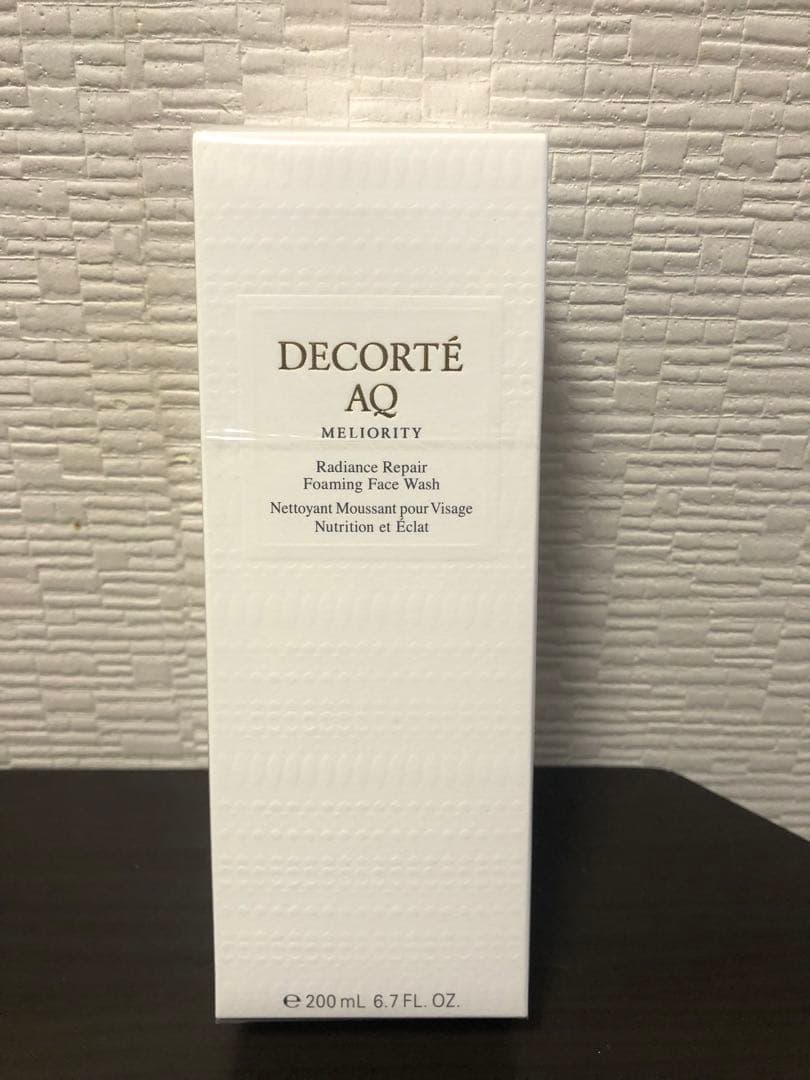 DECORTÉ
AQ
MELIORITY
Radiance Repair
Foaming Face Wash
Nettoyant Moussant pour Visage
Nutrition et Éclat
℮ 200 mL 6.7 FL. OZ.